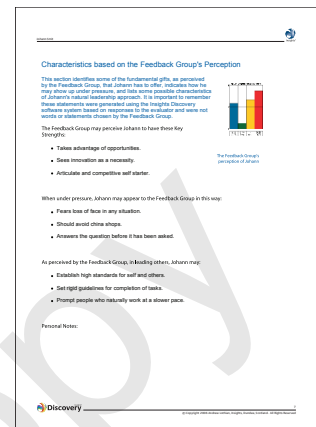 Characteristics based on the Feedback Group's Perception
This section identifies some of the fundamental gifts, as perceived
by the Feedback Group, that Johann has to offer, indicates how he
may show up under pressure, and lists some possible characteristics
of Johann's natural leadership approach. It is important to remember
these statements were generated using the Insights Discovery
software system based on responses to the evaluator and were not
words or statements chosen by the Feedback Group.
The Feedback Group may perceive Johann to have these Key
Strengths:
• Takes advantage of opportunities.
• Sees innovation as a necessity.
• Articulate and competitive self starter.
The Feedback Group's
perception of Johann
When under pressure, Johann may appear to the Feedback Group in this way:
• Fears loss of face in any situation.
• Should avoid china shops.
• Answers the question before it has been asked.
As perceived by the Feedback Group, in leading others, Johann may:
• Establish high standards for self and others.
• Set rigid guidelines for completion of tasks.
• Prompt people who naturally work at a slower pace.
Personal Notes:
Discovery